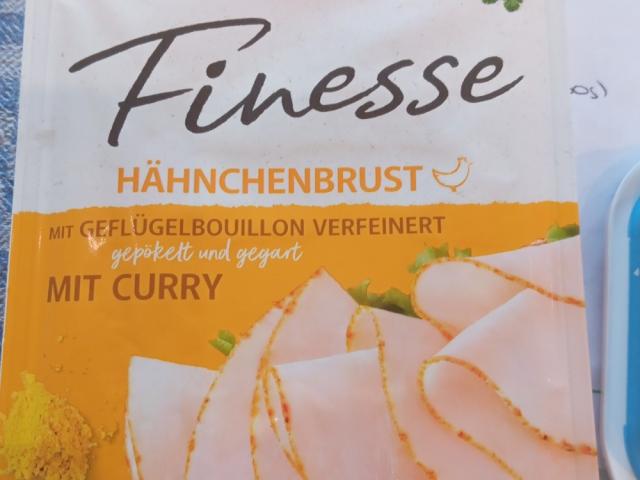 Finesse
HÄHNCHENBRUST
MIT GEFLÜGELBOUILLON VERFEINERT
gepökelt und gegart
MIT CURRY